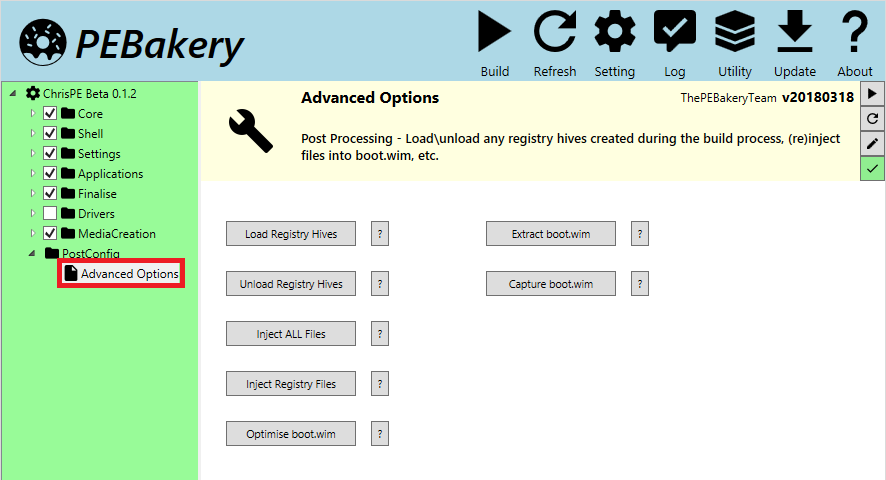 PEBakery
Build
Refresh
Setting
Log
Utility
Update
About
ChrisPE Beta 0.1.2
Core
Shell
Settings
Applications
Finalise
Drivers
MediaCreation
PostConfig
Advanced Options
Advanced Options
ThePEBakeryTeam v20180318
Post Processing - Load\unload any registry hives created during the build process, (re)inject
files into boot.wim, etc.
Load Registry Hives ?
Extract boot.wim ?
Unload Registry Hives ?
Capture boot.wim ?
Inject ALL Files ?
Inject Registry Files ?
Optimise boot.wim ?